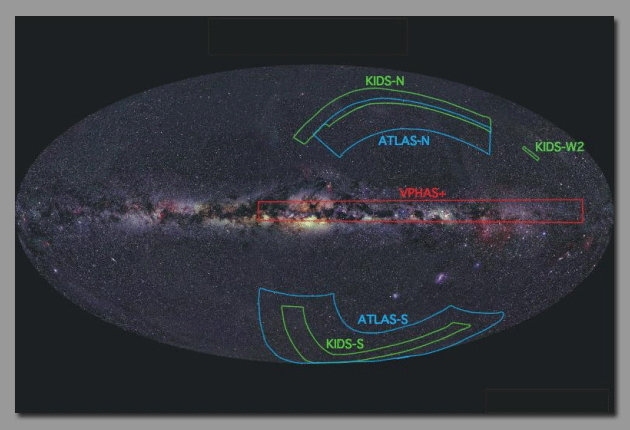 KIDS-N
ATLAS-N
KIDS-W2
VPHAS+
ATLAS-S
KIDS-S